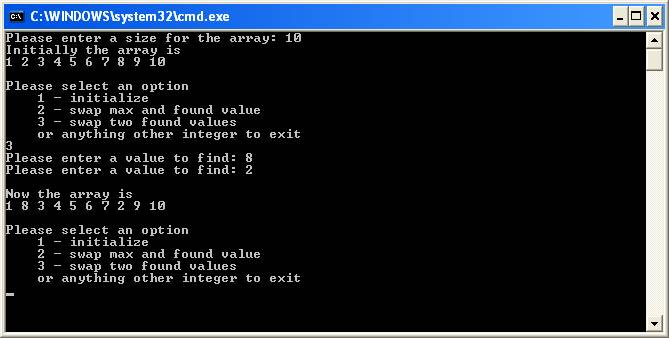 C:\WINDOWS\system32\cmd.exe
Please enter a size for the array: 10
Initially the array is
1 2 3 4 5 6 7 8 9 10
Please select an option
1 - initialize
2 - swap max and found value
3 - swap two found values
or anything other integer to exit
3
Please enter a value to find: 8
Please enter a value to find: 2
Now the array is
1 8 3 4 5 6 7 2 9 10
Please select an option
1 - initialize
2 - swap max and found value
3 - swap two found values
or anything other integer to exit